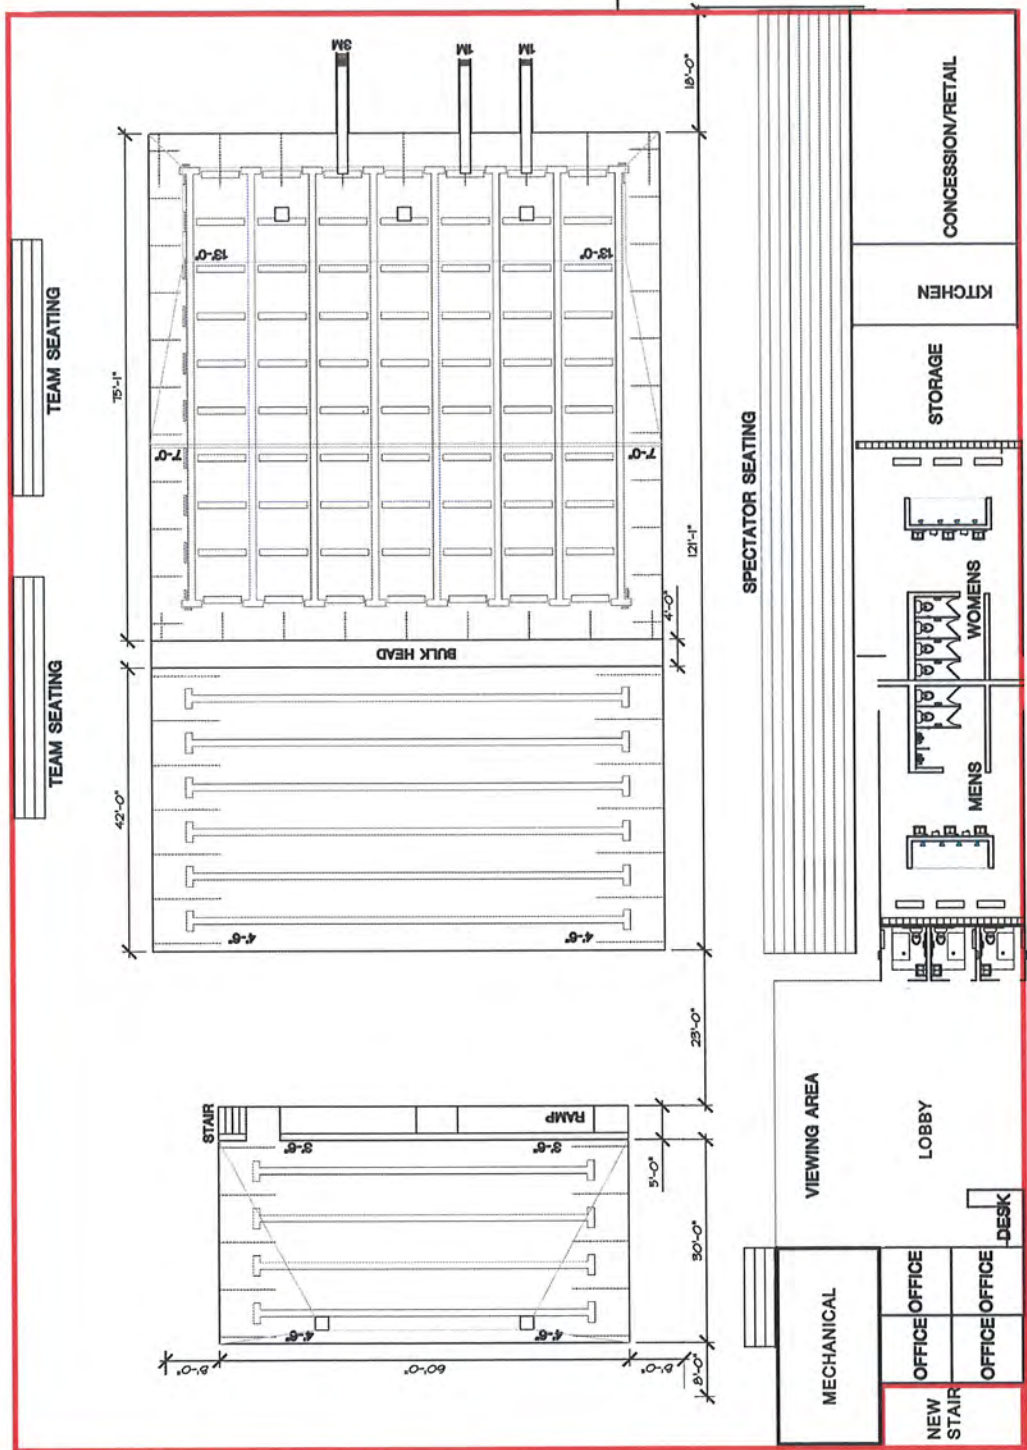 3M
1M
1M
18'-0"
CONCESSION/RETAIL
TEAM SEATING
75'-1"
13'-0"
13'-0"
KITCHEN
STORAGE
7'-0"
7'-0"
SPECTATOR SEATING
121'-1"
4'-0"
TEAM SEATING
BULK HEAD
WOMENS
MENS
42'-0"
4'-6"
4'-6"
23'-0"
STAIR
RAMP
3'-6"
3'-6"
5'-0"
VIEWING AREA
LOBBY
DESK
30'-0"
4'-6"
4'-6"
8'-0"
60'-0"
8'-0"
8'-0"
MECHANICAL
OFFICE
OFFICE
OFFICE
OFFICE
NEW
STAIR